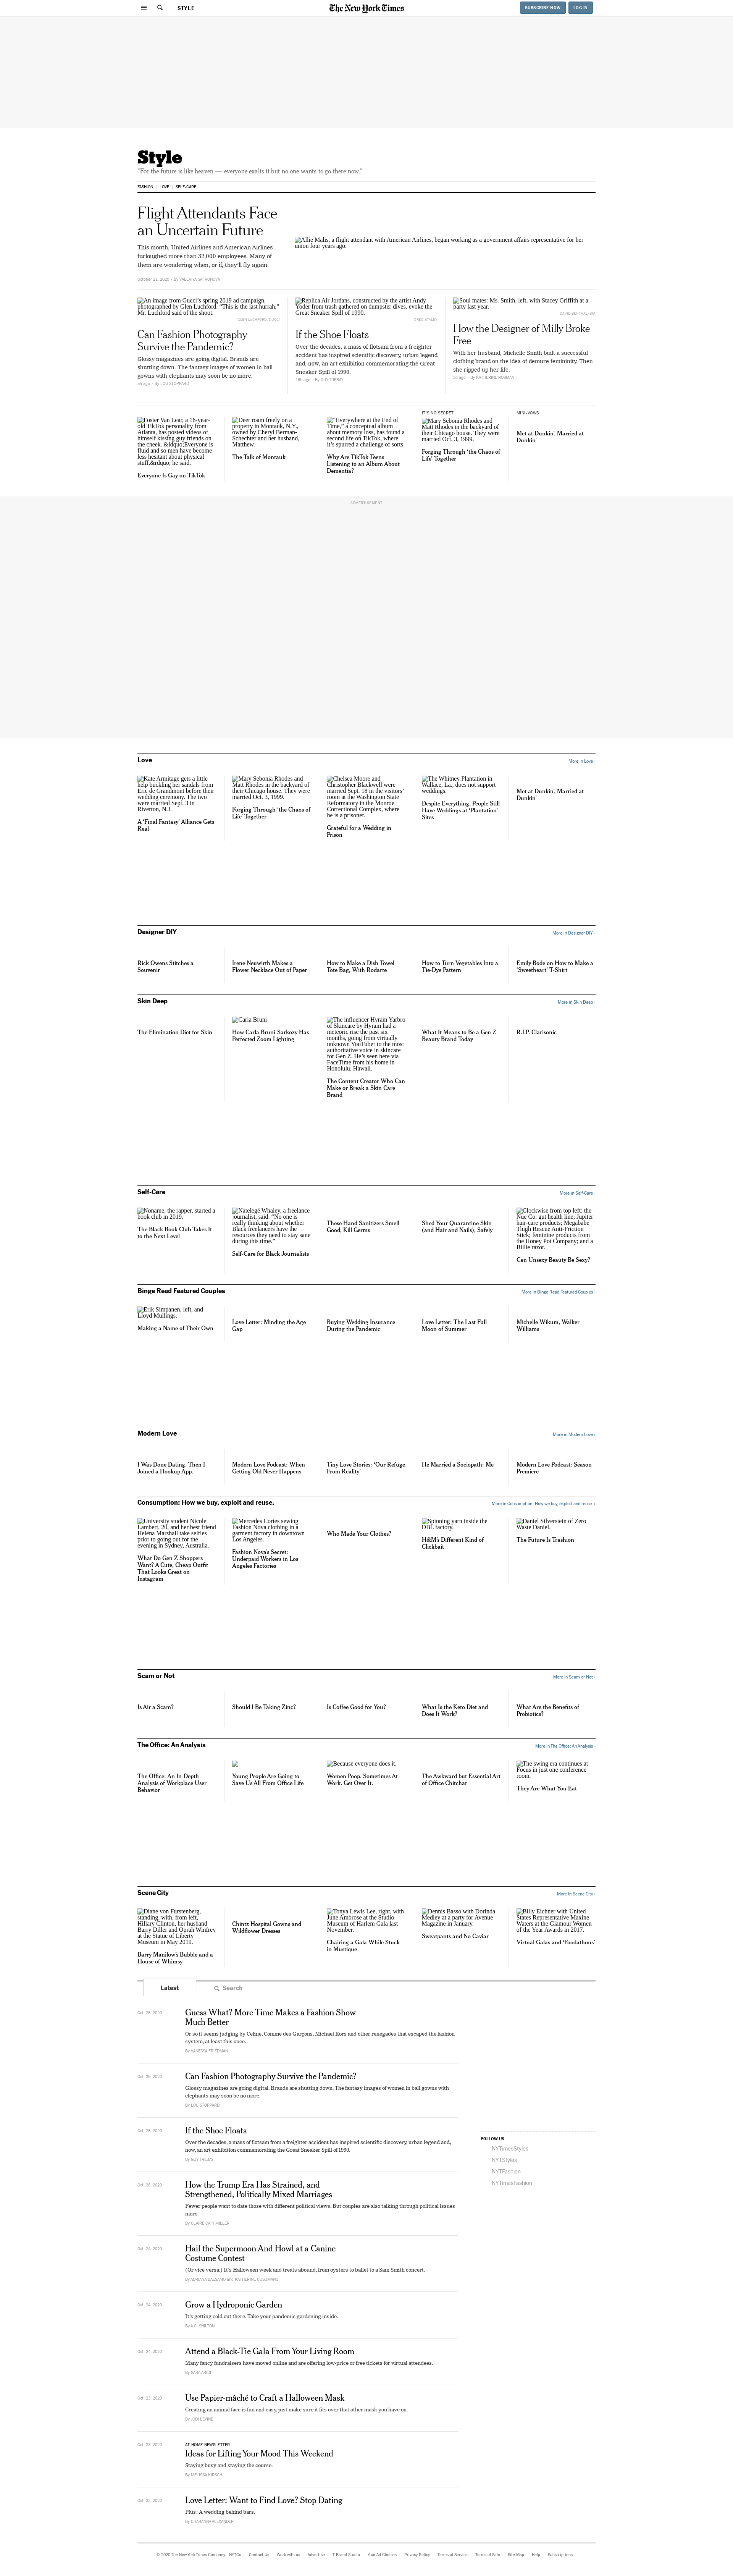 STYLE
The New York Times
SUBSCRIBE NOW
LOG IN
Style
"For the future is like heaven — everyone exalts it but no one wants to go there now."
FASHION
LOVE
SELF-CARE
Flight Attendants Face
an Uncertain Future
This month, United Airlines and American Airlines
furloughed more than 32,000 employees. Many of
them are wondering when, or if, they'll fly again.
October 11, 2020 · By VALERIYA SAFRONOVA
Allie Malis, a flight attendant with American Airlines, began working as a government affairs representative for her
union four years ago.
An image from Gucci's spring 2019 ad campaign,
photographed by Glen Luchford. "This is the last hurrah,"
Mr. Luchford said of the shoot.
GLEN LUCHFORD/GUCCI
Can Fashion Photography
Survive the Pandemic?
Glossy magazines are going digital. Brands are
shutting down. The fantasy images of women in ball
gowns with elephants may soon be no more.
5h ago · By LOU STOPPARD
Replica Air Jordans, constructed by the artist Andy
Yoder from trash gathered on dumpster dives, evoke the
Great Sneaker Spill of 1990.
GREG STALEY
If the Shoe Floats
Over the decades, a mass of flotsam from a freighter
accident has inspired scientific discovery, urban legend
and, now, an art exhibition commemorating the Great
Sneaker Spill of 1990.
By GUY TREBAY
Soul mates: Ms. Smith, left, with Stacey Griffith at a
party last year.
How the Designer of Milly Broke
Free
With her husband, Michelle Smith built a successful
clothing brand on the idea of demure femininity. Then
she ripped up her life.
By KATHERINE ROSMAN
Foster Van Lear, a 16-year-
old TikTok personality from
Atlanta, has posted videos of
himself kissing guy friends on
the cheek. &ldquo;Everyone is
fluid and so men have become
less hesitant about physical
stuff,&rdquo; he said.
Everyone Is Gay on TikTok
Deer roam freely on a
property in Montauk, N.Y.,
owned by Cheryl Berman-
Schechter and her husband,
Matthew.
The Talk of Montauk
"Everywhere at the End of
Time," a conceptual album
about memory loss, has found a
second life on TikTok, where
it's spurred a challenge of sorts.
Why Are TikTok Teens
Listening to an Album About
Dementia?
IT'S NO SECRET
Mary Sebonia Rhodes and
Matt Rhodes in the backyard of
their Chicago house. They were
married Oct. 3, 1999.
Forging Through 'the Chaos of
Life' Together
MINI-VOWS
Met at Dunkin', Married at
Dunkin'
ADVERTISEMENT
Love
More in Love ›
Kate Armitage gets a little
help buckling her sandals from
Eric de Grandmont before their
wedding ceremony. The two
were married Sept. 3 in
Riverton, N.J.
A 'Final Fantasy' Alliance Gets
Real
Mary Sebonia Rhodes and
Matt Rhodes in the backyard of
their Chicago house. They were
married Oct. 3, 1999.
Forging Through 'the Chaos of
Life' Together
Chelsea Moore and
Christopher Blackwell were
married Sept. 18 in the visitors'
room at the Washington State
Reformatory in the Monroe
Correctional Complex, where
he is a prisoner.
Grateful for a Wedding in
Prison
The Whitney Plantation in
Wallace, La., does not support
weddings.
Despite Everything, People Still
Have Weddings at 'Plantation'
Sites
Met at Dunkin', Married at
Dunkin'
Designer DIY
More in Designer DIY ›
Rick Owens Stitches a
Souvenir
Irene Neuwirth Makes a
Flower Necklace Out of Paper
How to Make a Dish Towel
Tote Bag, With Rodarte
How to Turn Vegetables Into a
Tie-Dye Pattern
Emily Bode on How to Make a
'Sweetheart' T-Shirt
Skin Deep
More in Skin Deep ›
The Elimination Diet for Skin
Carla Bruni
How Carla Bruni-Sarkozy Has
Perfected Zoom Lighting
The influencer Hyram Yarbro
of Skincare by Hyram had a
meteoric rise the past six
months, going from virtually
unknown YouTuber to the most
authoritative voice in skincare
for Gen Z. He's seen here via
FaceTime from his home in
Honolulu, Hawaii.
The Content Creator Who Can
Make or Break a Skin Care
Brand
What It Means to Be a Gen Z
Beauty Brand Today
R.I.P. Clarisonic
Self-Care
More in Self-Care ›
Noname, the rapper, started a
book club in 2019.
The Black Book Club Takes It
to the Next Level
Natelegé Whaley, a freelance
journalist, said: "No one is
really thinking about whether
Black freelancers have the
resources they need to stay sane
during this time."
Self-Care for Black Journalists
These Hand Sanitizers Smell
Good, Kill Germs
Shed Your Quarantine Skin
(and Hair and Nails), Safely
Clockwise from top left: the
Nue Co. gut health line; Jupiter
hair-care products; Megababe
Thigh Rescue Anti-Friction
Stick; feminine products from
the Honey Pot Company; and a
Billie razor.
Can Unsexy Beauty Be Sexy?
Binge Read Featured Couples
More in Binge Read Featured Couples ›
Erik Simpanen, left, and
Lloyd Mullings.
Making a Name of Their Own
Love Letter: Minding the Age
Gap
Buying Wedding Insurance
During the Pandemic
Love Letter: The Last Full
Moon of Summer
Michelle Wikum, Walker
Williams
Modern Love
More in Modern Love ›
I Was Done Dating. Then I
Joined a Hookup App.
Modern Love Podcast: When
Getting Old Never Happens
Tiny Love Stories: 'Our Refuge
From Reality'
He Married a Sociopath: Me
Modern Love Podcast: Season
Premiere
Consumption: How we buy, exploit and reuse.
More in Consumption: How we buy, exploit and reuse. ›
University student Nicole
Lambert, 20, and her best friend
Helena Marshall take selfies
prior to going out for the
evening in Sydney, Australia.
What Do Gen Z Shoppers
Want? A Cute, Cheap Outfit
That Looks Great on
Instagram
Mercedes Cortes sewing
Fashion Nova clothing in a
garment factory in downtown
Los Angeles.
Fashion Nova's Secret:
Underpaid Workers in Los
Angeles Factories
Who Made Your Clothes?
Spinning yarn inside the
DBL factory.
H&M's Different Kind of
Clickbait
Daniel Silverstein of Zero
Waste Daniel.
The Future Is Trashion
Scam or Not
More in Scam or Not ›
Is Air a Scam?
Should I Be Taking Zinc?
Is Coffee Good for You?
What Is the Keto Diet and
Does It Work?
What Are the Benefits of
Probiotics?
The Office: An Analysis
More in The Office: An Analysis ›
The Office: An In-Depth
Analysis of Workplace User
Behavior
Young People Are Going to
Save Us All From Office Life
Because everyone does it.
Women Poop. Sometimes At
Work. Get Over It.
The Awkward but Essential Art
of Office Chitchat
The swing era continues at
Focus in just one conference
room.
They Are What You Eat
Scene City
More in Scene City ›
Diane von Furstenberg,
standing, with, from left,
Hillary Clinton, her husband
Barry Diller and Oprah Winfrey
at the Statue of Liberty
Museum in May 2019.
Barry Manilow's Bubble and a
House of Whimsy
Chintz Hospital Gowns and
Wildflower Dresses
Tonya Lewis Lee, right, with
June Ambrose at the Studio
Museum of Harlem Gala last
November.
Chairing a Gala While Stuck
in Mustique
Dennis Basso with Dorinda
Medley at a party for Avenue
Magazine in January.
Sweatpants and No Caviar
Billy Eichner with United
States Representative Maxine
Waters at the Glamour Women
of the Year Awards in 2017.
Virtual Galas and 'Foodathons'
Latest
Search
Oct. 26, 2020
Guess What? More Time Makes a Fashion Show
Much Better
Or so it seems judging by Celine, Comme des Garçons, Michael Kors and other renegades that escaped the fashion
system, at least this once.
By VANESSA FRIEDMAN
Oct. 26, 2020
Can Fashion Photography Survive the Pandemic?
Glossy magazines are going digital. Brands are shutting down. The fantasy images of women in ball gowns with
elephants may soon be no more.
By LOU STOPPARD
Oct. 26, 2020
If the Shoe Floats
Over the decades, a mass of flotsam from a freighter accident has inspired scientific discovery, urban legend and,
now, an art exhibition commemorating the Great Sneaker Spill of 1990.
By GUY TREBAY
Oct. 26, 2020
How the Trump Era Has Strained, and
Strengthened, Politically Mixed Marriages
Fewer people want to date those with different political views. But couples are also talking through political issues
more.
By CLAIRE CAIN MILLER
Oct. 24, 2020
Hail the Supermoon And Howl at a Canine
Costume Contest
(Or vice versa.) It's Halloween week and treats abound, from oysters to ballet to a Sam Smith concert.
By ADRIANA BALSAMO and KATHERINE CUSUMANO
Oct. 24, 2020
Grow a Hydroponic Garden
It's getting cold out there. Take your pandemic gardening inside.
By A.C. SHILTON
Oct. 24, 2020
Attend a Black-Tie Gala From Your Living Room
Many fancy fundraisers have moved online and are offering low-price or free tickets for virtual attendees.
Oct. 23, 2020
Use Papier-mâché to Craft a Halloween Mask
Creating an animal face is fun and easy, just make sure it fits over that other mask you have on.
By JODI LEVINE
Oct. 23, 2020
AT HOME NEWSLETTER
Ideas for Lifting Your Mood This Weekend
Staying busy and staying the course.
By MELISSA KIRSCH
Oct. 23, 2020
Love Letter: Want to Find Love? Stop Dating
Plus: A wedding behind bars.
By CHARANNA ALEXANDER
FOLLOW US
NYTimesStyles
NYTStyles
NYTFashion
NYTimesFashion
© 2020 The New York Times Company
NYTCo
Contact Us
Work with us
Advertise
T Brand Studio
Your Ad Choices
Privacy Policy
Terms of Service
Terms of Sale
Site Map
Help
Subscriptions